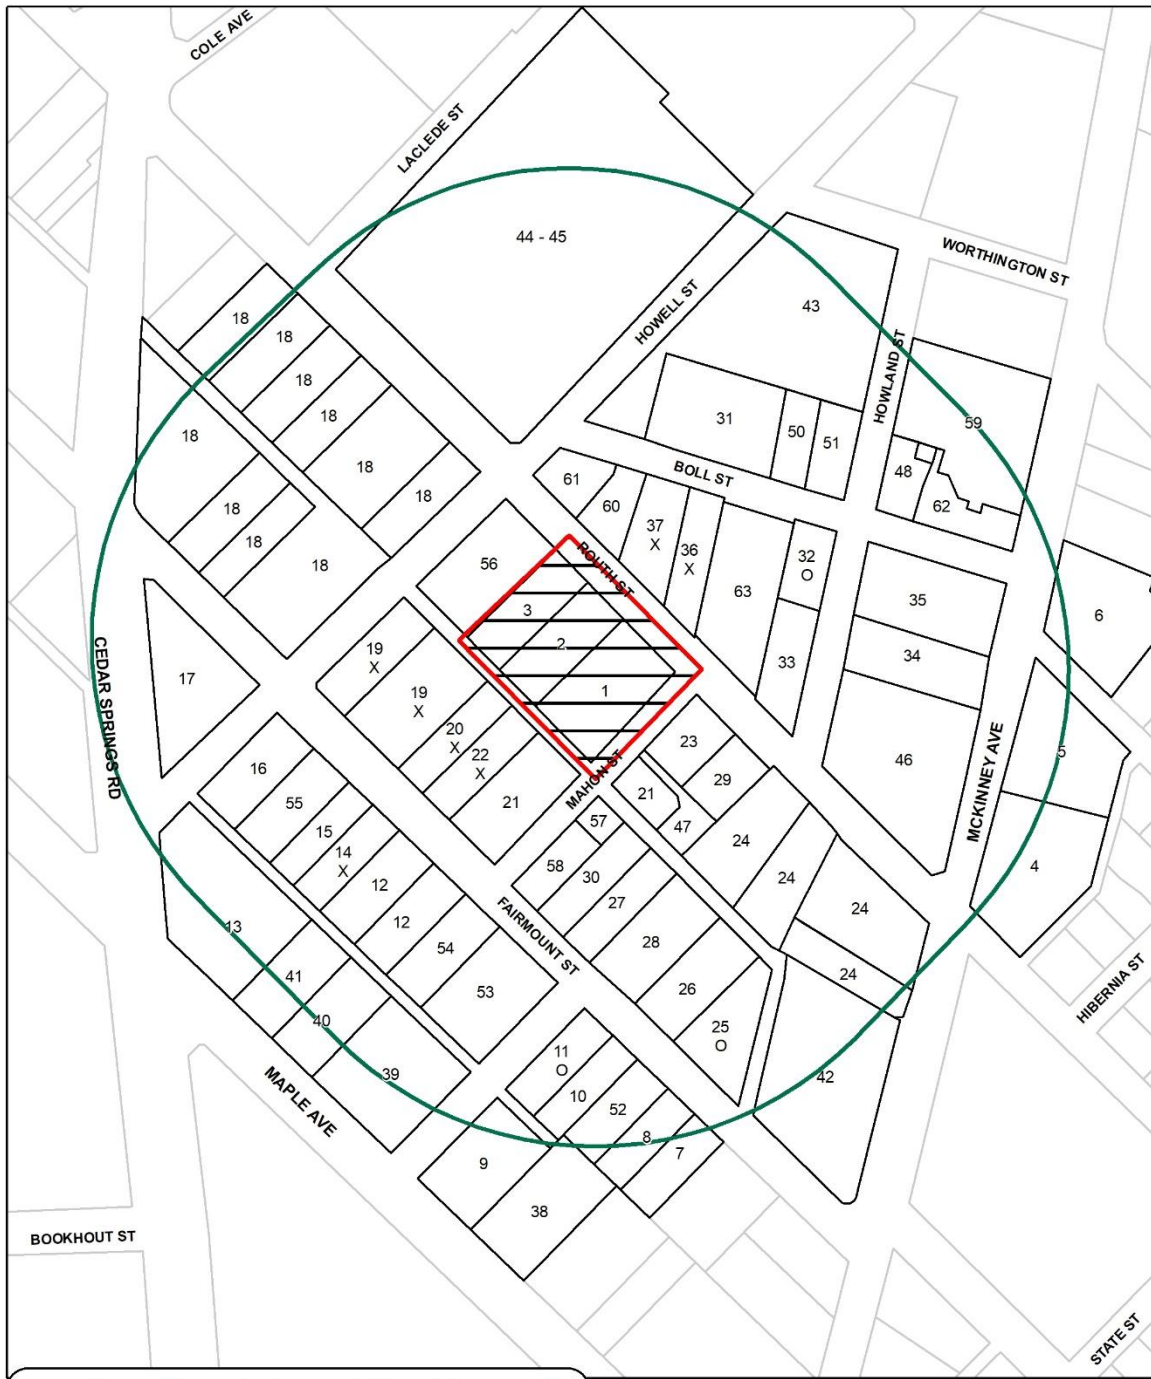 COLE AVE
LACLEDE ST
44 - 45
WORTHINGTON ST
HOWELL ST
43
18
18
HOWLAND ST
18
18
31
50
51
59
18
18
18
BOLL ST
48
62
61
60
37
X
36
X
18
18
18
56
ROUTH ST
32
O
63
35
6
3
2
1
19
X
19
X
20
X
22
X
21
17
CEDAR SPRINGS RD
33
34
46
MCKINNEY AVE
5
4
23
29
MAHON ST
21
47
57
58
30
27
28
26
25
O
24
24
24
24
42
16
55
15
14
X
12
12
54
53
FAIRMOUNT ST
13
41
40
39
HIBERNIA ST
11
O
10
52
8
7
9
38
MAPLE AVE
BOOKHOUT ST
STATE ST